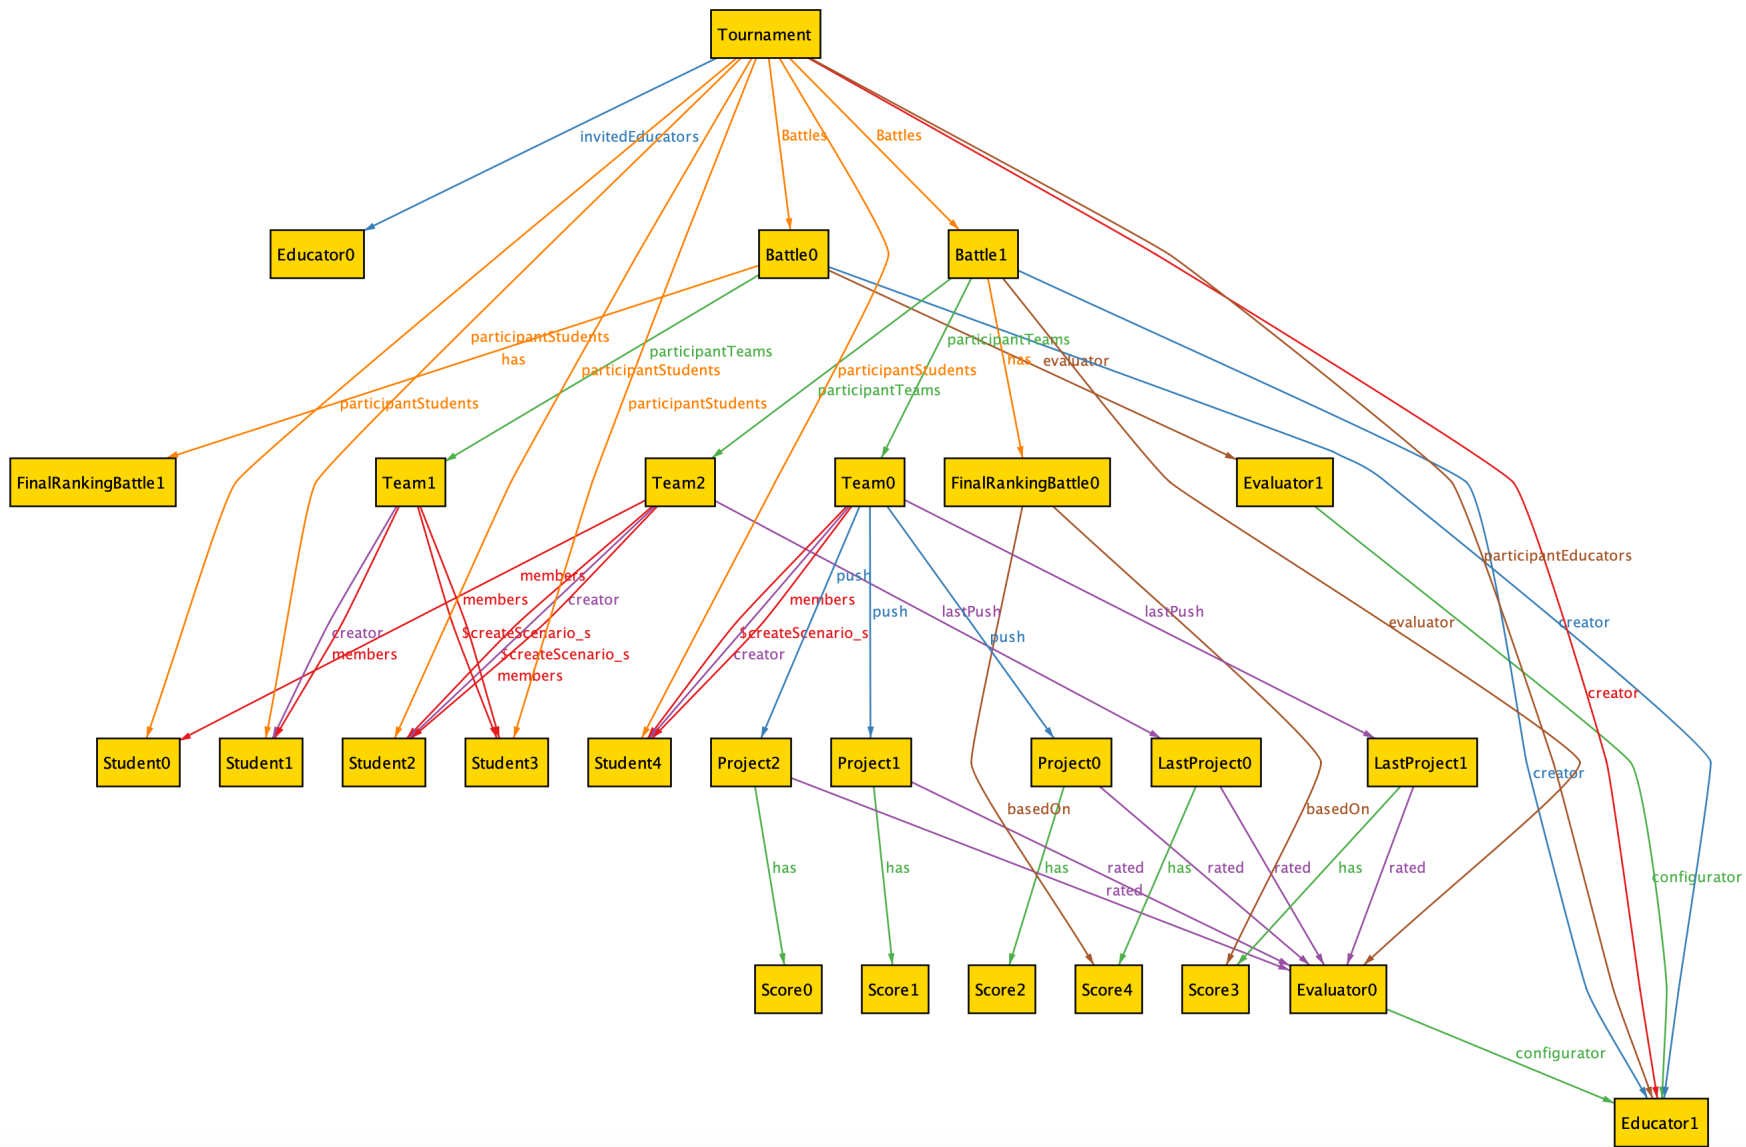 Tournament
invitedEducators
Battles
Battles
Educator0
Battle0
Battle1
participantStudents
has
participantTeams
participantTeams
has
evaluator
participantStudents
participantStudents
participantTeams
participantStudents
participantStudents
FinalRankingBattle1
Team1
Team2
Team0
FinalRankingBattle0
Evaluator1
participantEducators
members
push
members
creator
members
push
lastPush
lastPush
evaluator
creator
creator
$createScenario_s
$createScenario_s
push
members
$createScenario_s
creator
members
creator
Student0
Student1
Student2
Student3
Student4
Project2
Project1
Project0
LastProject0
LastProject1
creator
basedOn
basedOn
has
has
rated
has
rated
has
rated
has
rated
rated
configurator
Score0
Score1
Score2
Score4
Score3
Evaluator0
configurator
Educator1